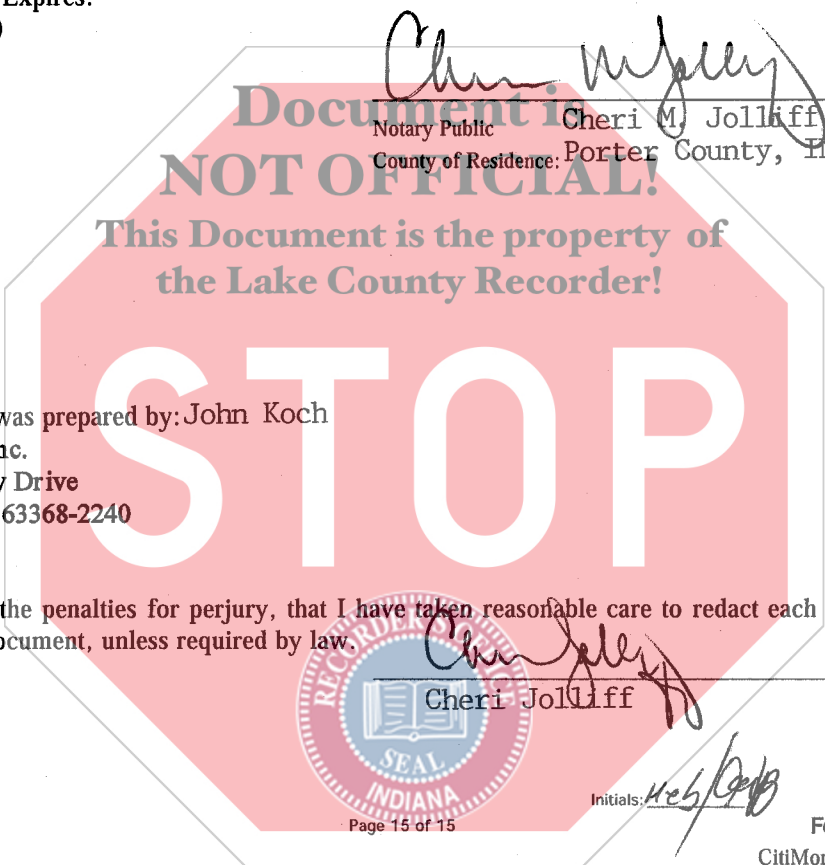 Expires:
)
Document is
Notary Public Cheri M. Jolliff
County of Residence: Porter County, I
NOT OFFICIAL!
This Document is the property of
the Lake County Recorder!
STOP
was prepared by: John Koch
nc.
y Drive
63368-2240
the penalties for perjury, that I have taken reasonable care to redact each
ocument, unless required by law.
Cheri Jolliff
RECORDER'S OFFICE
SEAL
INDIANA
Initials:
Page 15 of 15
CitiMor